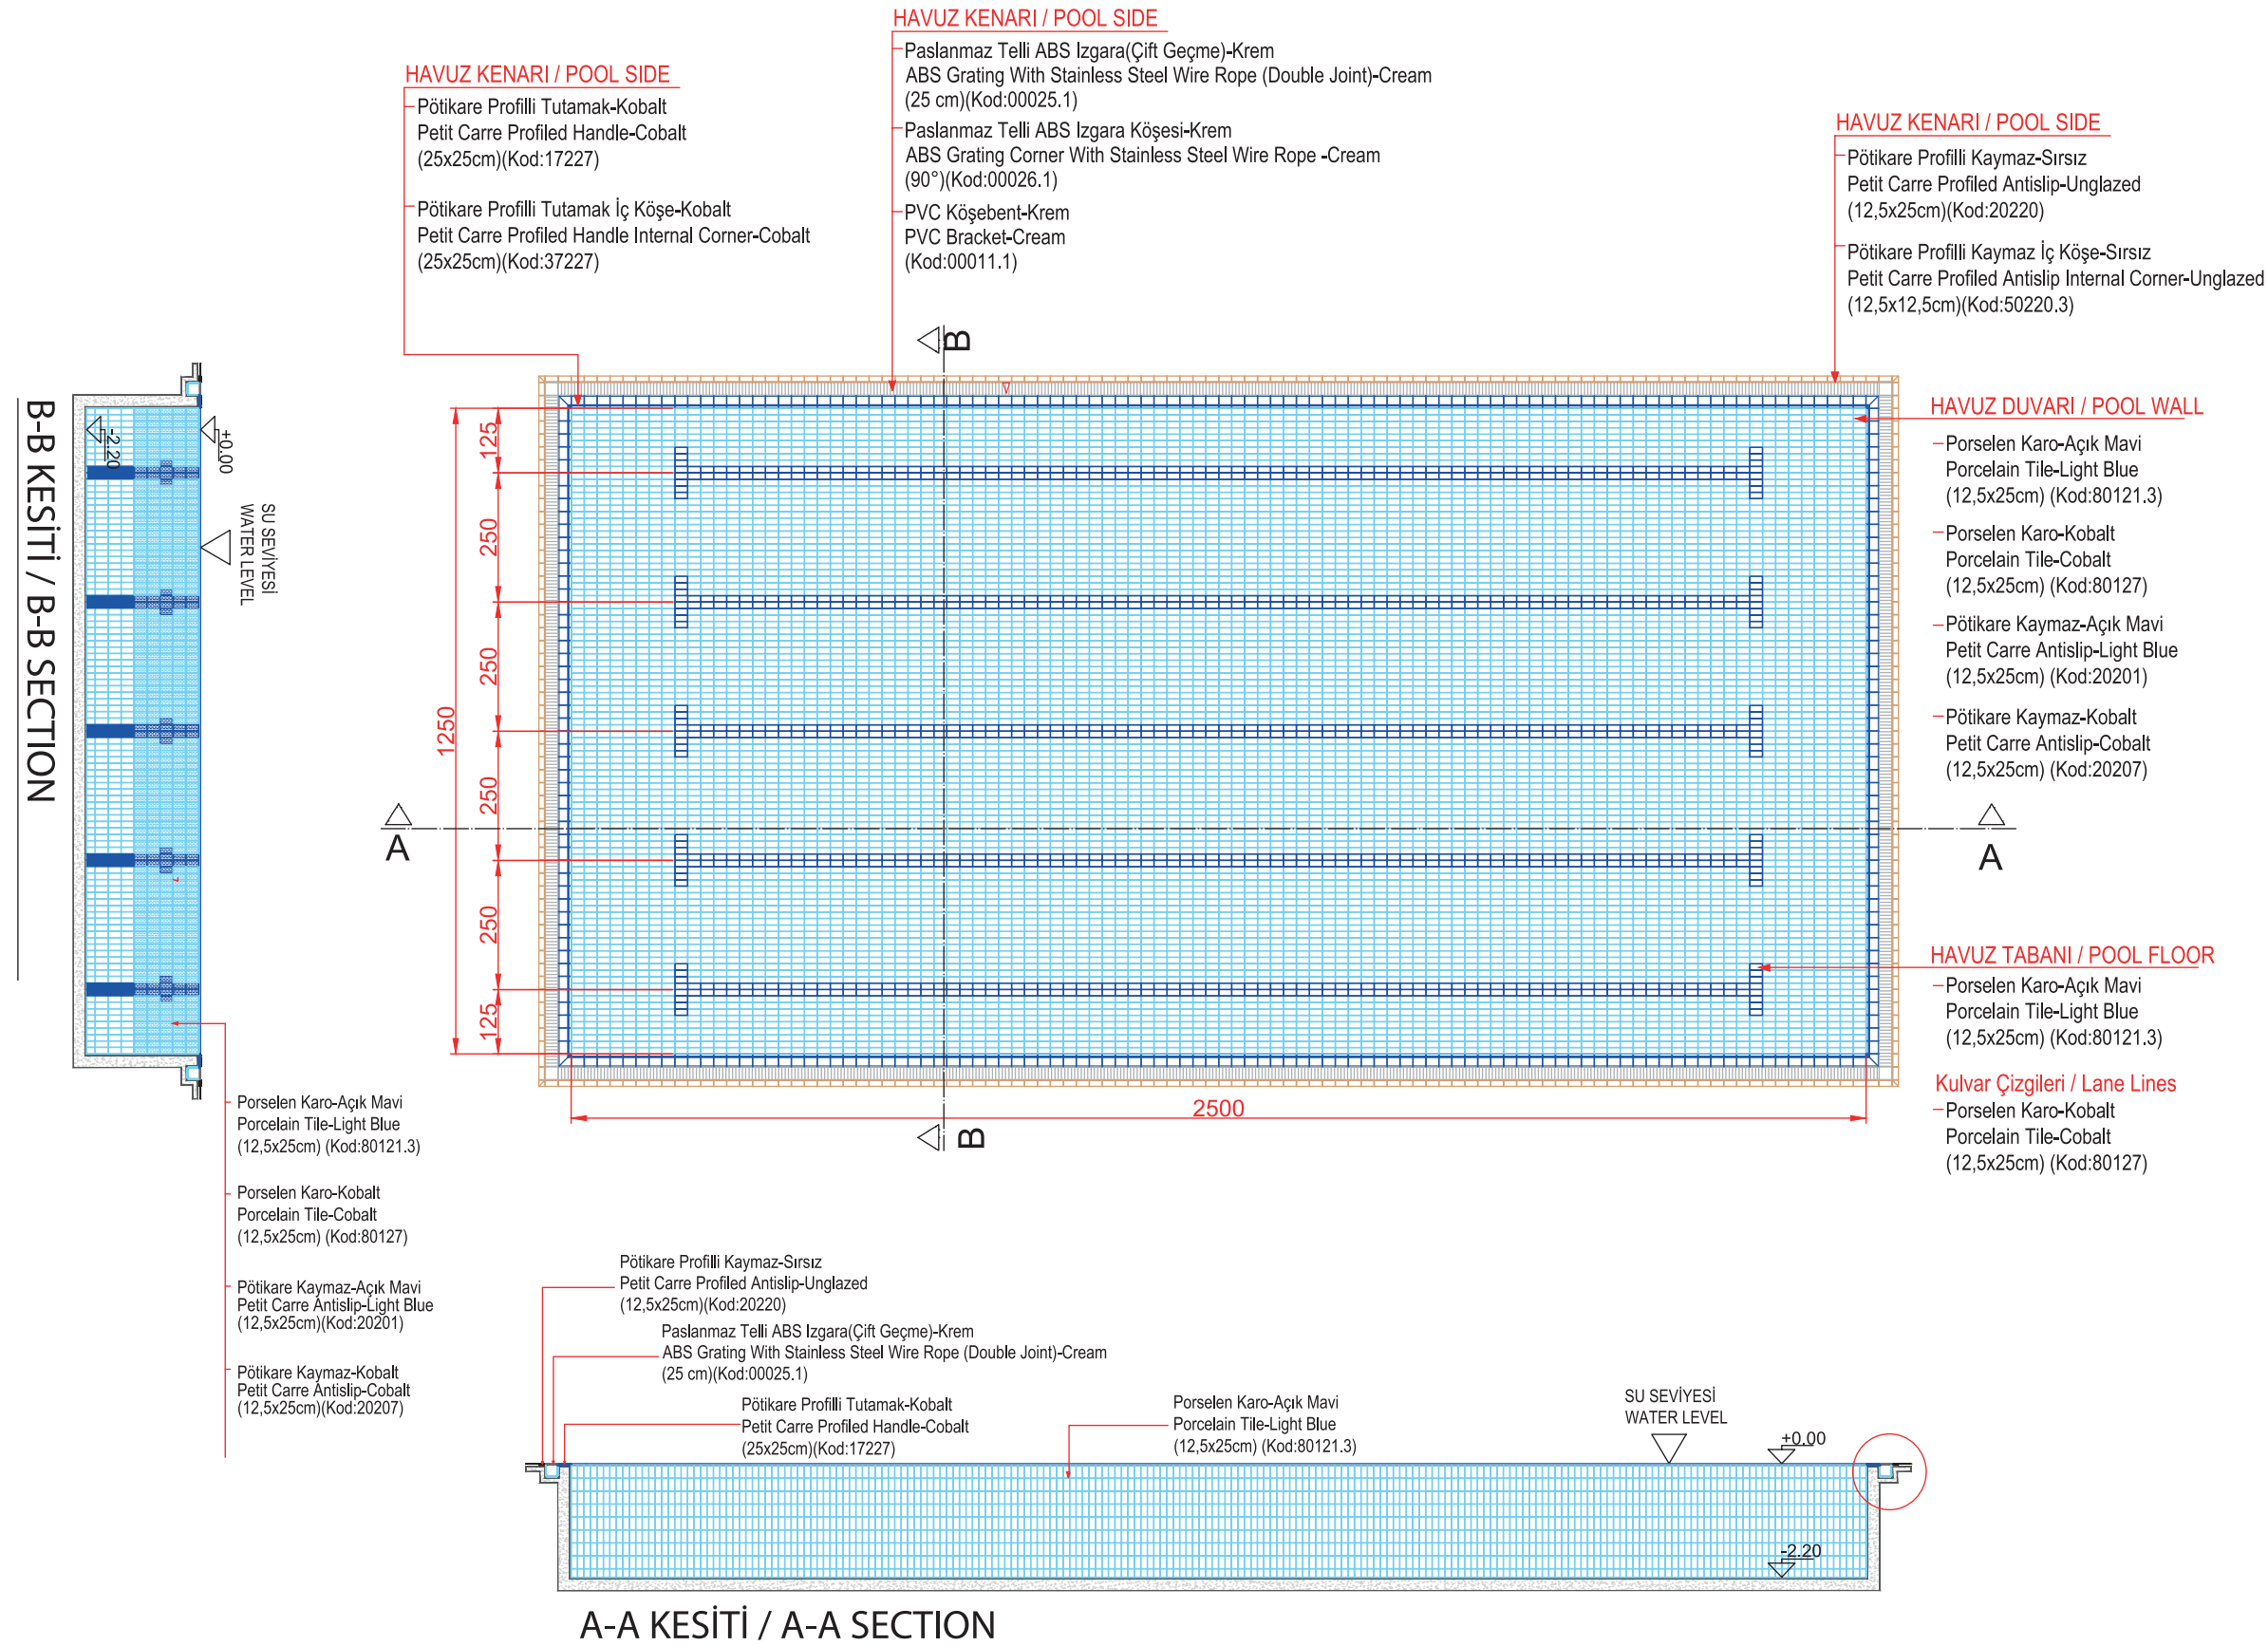 HAVUZ KENARI / POOL SIDE
Paslanmaz Telli ABS Izgara(Çift Geçme)-Krem
ABS Grating With Stainless Steel Wire Rope (Double Joint)-Cream
(25 cm)(Kod:00025.1)
Paslanmaz Telli ABS Izgara Köşesi-Krem
ABS Grating Corner With Stainless Steel Wire Rope -Cream
(90°)(Kod:00026.1)
PVC Köşebent-Krem
PVC Bracket-Cream
(Kod:00011.1)
HAVUZ KENARI / POOL SIDE
Pötikare Profilli Tutamak-Kobalt
Petit Carre Profiled Handle-Cobalt
(25x25cm)(Kod:17227)
Pötikare Profilli Tutamak İç Köşe-Kobalt
Petit Carre Profiled Handle Internal Corner-Cobalt
(25x25cm)(Kod:37227)
HAVUZ KENARI / POOL SIDE
Pötikare Profilli Kaymaz-Sırsız
Petit Carre Profiled Antislip-Unglazed
(12,5x25cm)(Kod:20220)
Pötikare Profilli Kaymaz İç Köşe-Sırsız
Petit Carre Profiled Antislip Internal Corner-Unglazed
(12,5x12,5cm)(Kod:50220.3)
B
B-B KESİTİ / B-B SECTION
-2.20
+0.00
SU SEVİYESİ
WATER LEVEL
125
250
250
250
250
125
1250
A
A
2500
B
HAVUZ DUVARI / POOL WALL
Porselen Karo-Açık Mavi
Porcelain Tile-Light Blue
(12,5x25cm) (Kod:80121.3)
Porselen Karo-Kobalt
Porcelain Tile-Cobalt
(12,5x25cm) (Kod:80127)
Pötikare Kaymaz-Açık Mavi
Petit Carre Antislip-Light Blue
(12,5x25cm) (Kod:20201)
Pötikare Kaymaz-Kobalt
Petit Carre Antislip-Cobalt
(12,5x25cm) (Kod:20207)
HAVUZ TABANI / POOL FLOOR
Porselen Karo-Açık Mavi
Porcelain Tile-Light Blue
(12,5x25cm) (Kod:80121.3)
Kulvar Çizgileri / Lane Lines
Porselen Karo-Kobalt
Porcelain Tile-Cobalt
(12,5x25cm) (Kod:80127)
Porselen Karo-Açık Mavi
Porcelain Tile-Light Blue
(12,5x25cm) (Kod:80121.3)
Porselen Karo-Kobalt
Porcelain Tile-Cobalt
(12,5x25cm) (Kod:80127)
Pötikare Kaymaz-Açık Mavi
Petit Carre Antislip-Light Blue
(12,5x25cm)(Kod:20201)
Pötikare Kaymaz-Kobalt
Petit Carre Antislip-Cobalt
(12,5x25cm)(Kod:20207)
Pötikare Profilli Kaymaz-Sırsız
Petit Carre Profiled Antislip-Unglazed
(12,5x25cm)(Kod:20220)
Paslanmaz Telli ABS Izgara(Çift Geçme)-Krem
ABS Grating With Stainless Steel Wire Rope (Double Joint)-Cream
(25 cm)(Kod:00025.1)
Pötikare Profilli Tutamak-Kobalt
Petit Carre Profiled Handle-Cobalt
(25x25cm)(Kod:17227)
Porselen Karo-Açık Mavi
Porcelain Tile-Light Blue
(12,5x25cm) (Kod:80121.3)
SU SEVİYESİ
WATER LEVEL
+0.00
-2.20
A-A KESİTİ / A-A SECTION